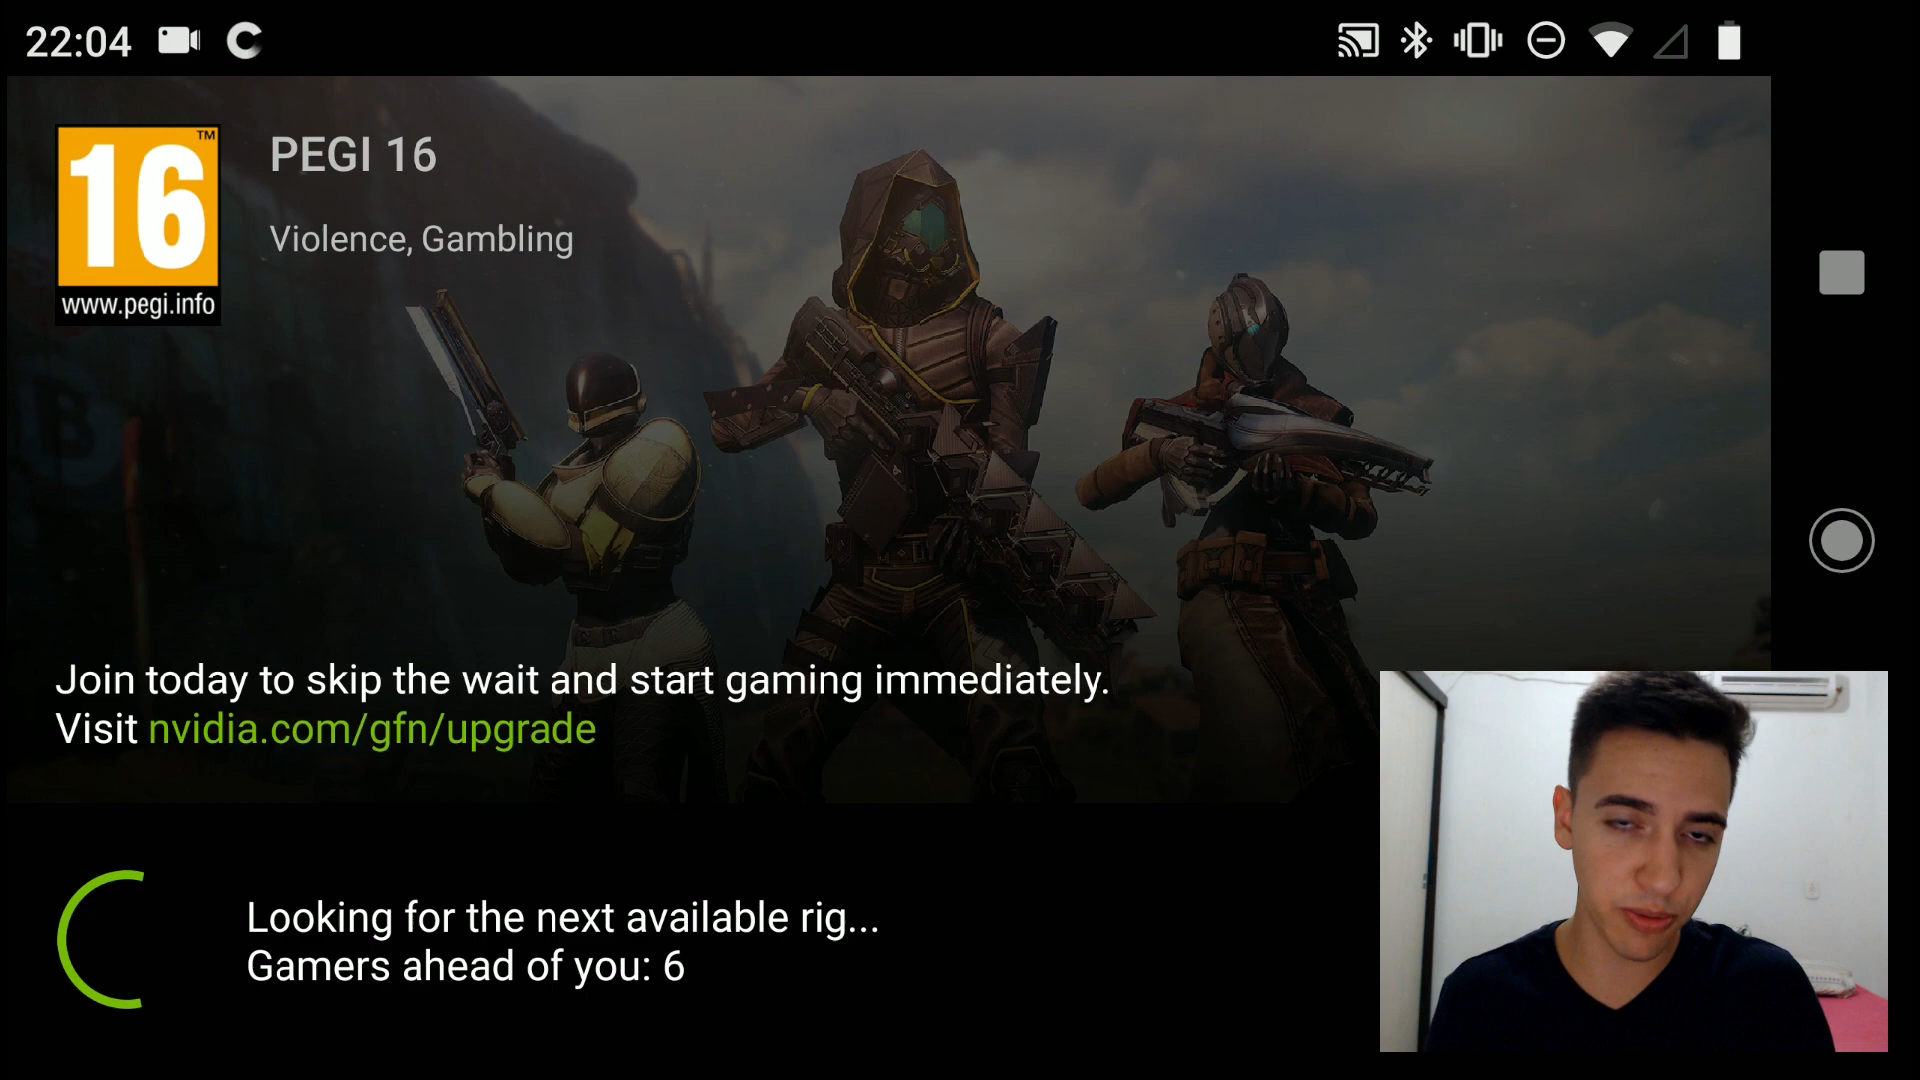 22:04
16
TM
www.pegi.info
PEGI 16
Violence, Gambling
Join today to skip the wait and start gaming immediately.
Visit nvidia.com/gfn/upgrade
Looking for the next available rig...
Gamers ahead of you: 6